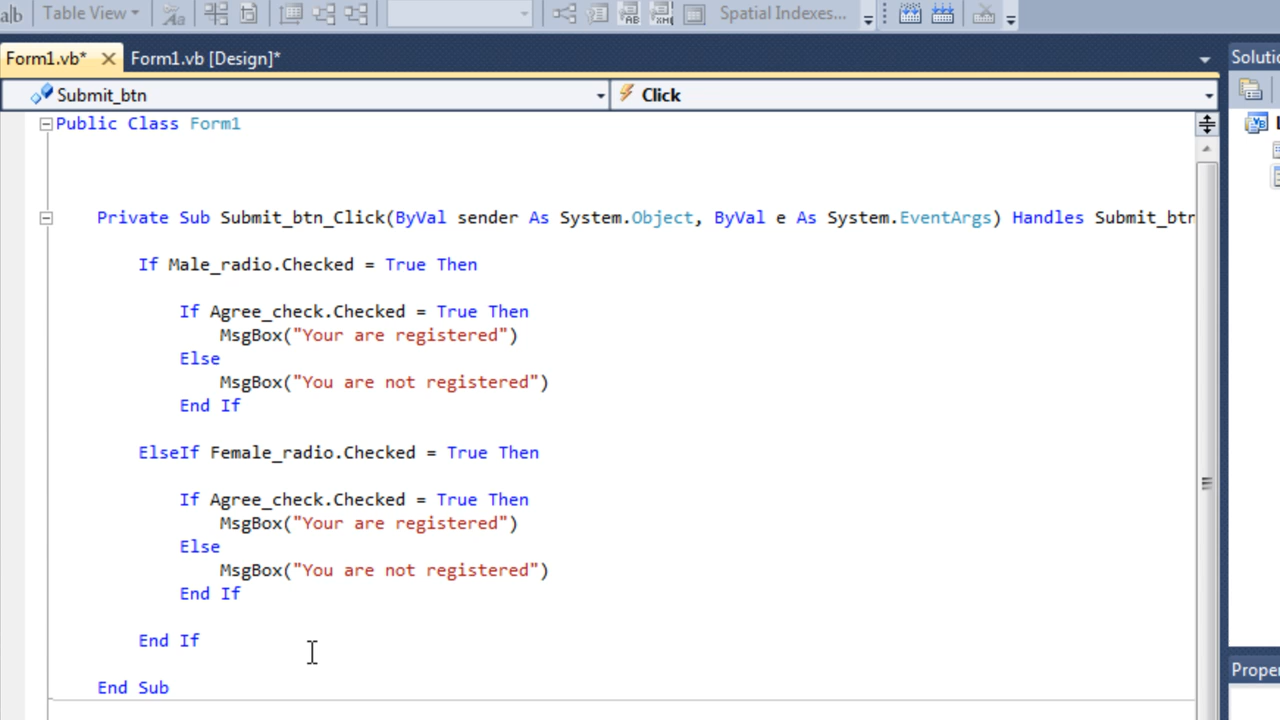 a|b Table View Spatial Indexes...
Form1.vb* Form1.vb [Design]*
Submit_btn Click
Public Class Form1
Private Sub Submit_btn_Click(ByVal sender As System.Object, ByVal e As System.EventArgs) Handles Submit_btn
If Male_radio.Checked = True Then
If Agree_check.Checked = True Then
MsgBox("Your are registered")
Else
MsgBox("You are not registered")
End If
ElseIf Female_radio.Checked = True Then
If Agree_check.Checked = True Then
MsgBox("Your are registered")
Else
MsgBox("You are not registered")
End If
End If
End Sub
Solutio
Proper